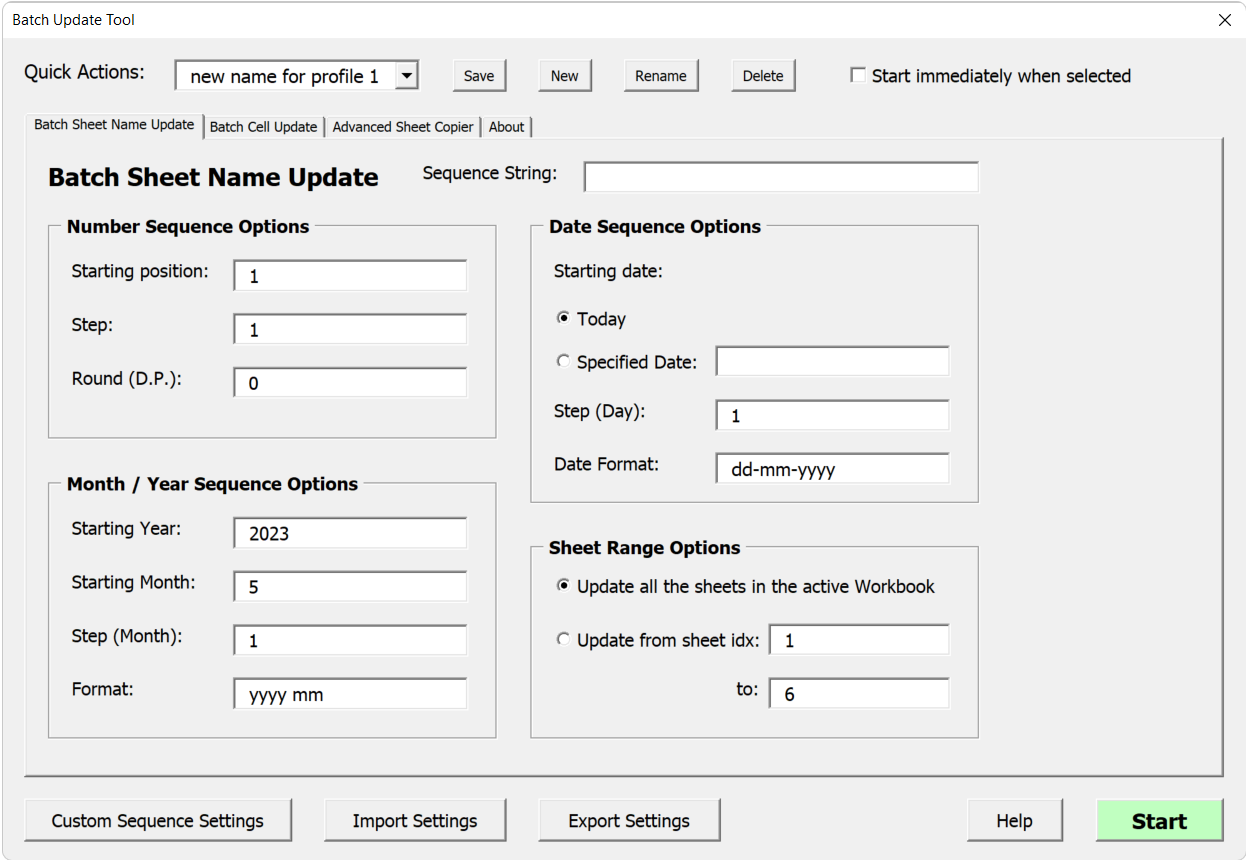 Batch Update Tool
Quick Actions: new name for profile 1 Save New Rename Delete Start immediately when selected
Batch Sheet Name Update Batch Cell Update Advanced Sheet Copier About
Batch Sheet Name Update Sequence String:
Number Sequence Options
Starting position: 1
Step: 1
Round (D.P.): 0
Date Sequence Options
Starting date:
Today
Specified Date:
Step (Day): 1
Date Format: dd-mm-yyyy
Month / Year Sequence Options
Starting Year: 2023
Starting Month: 5
Step (Month): 1
Format: yyyy mm
Sheet Range Options
Update all the sheets in the active Workbook
Update from sheet idx: 1
to: 6
Custom Sequence Settings Import Settings Export Settings Help Start